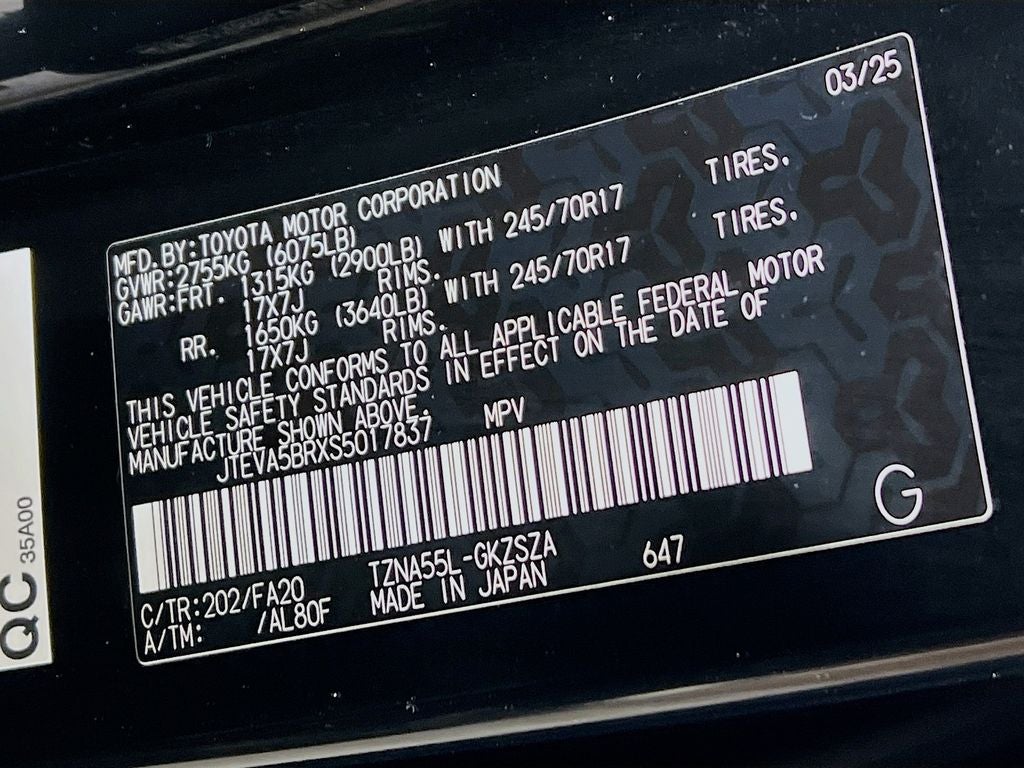 03/25
MFD. BY:TOYOTA MOTOR CORPORATION
GVWR:2755KG (6075LB)
GAWR:FRT. 1315KG (2900LB) WITH 245/70R17 TIRES.
17X7J RIMS.
RR. 1650KG (3640LB) WITH 245/70R17 TIRES.
17X7J RIMS.
THIS VEHICLE CONFORMS TO ALL APPLICABLE FEDERAL MOTOR
VEHICLE SAFETY STANDARDS IN EFFECT ON THE DATE OF
MANUFACTURE SHOWN ABOVE.
JTEVA5BRXS5017837 MPV
G
C/TR:202/FA20 TZNA55L-GKZSZA 647
A/TM: /AL80F MADE IN JAPAN
QC 35A00